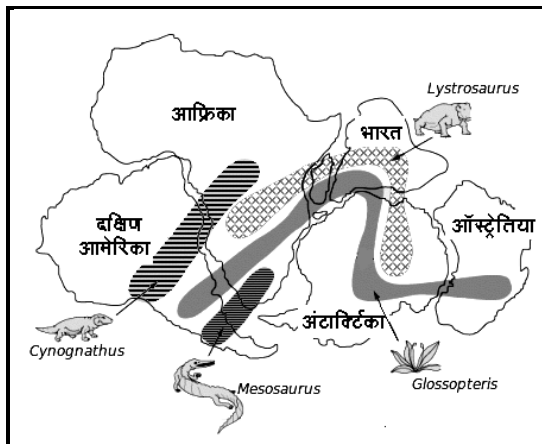 Lystrosaurus
आफ्रिका
भारत
दक्षिण
आमेरिका
ऑस्ट्रेतिया
अंटार्क्टिका
Cynognathus
Mesosaurus
Glossopteris